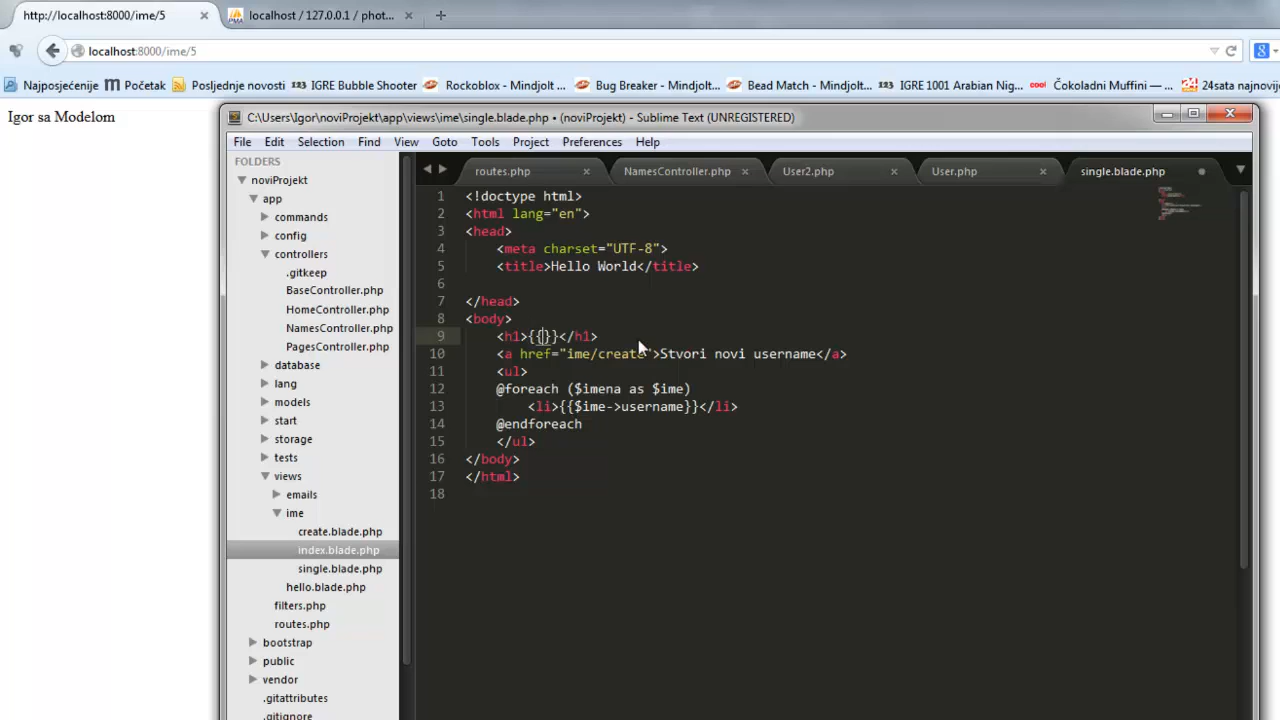 http://localhost:8000/ime/5
localhost / 127.0.0.1 / phot...
localhost:8000/ime/5
Najposjećenije
Početak
Posljednje novosti
IGRE Bubble Shooter
Rockoblox - Mindjolt...
Bug Breaker - Mindjolt...
Bead Match - Mindjolt...
IGRE 1001 Arabian Nig...
Čokoladni Muffini — ...
24sata najnovije
Igor sa Modelom
C:\Users\Igor\noviProjekt\app\views\ime\single.blade.php • (noviProjekt) - Sublime Text (UNREGISTERED)
File Edit Selection Find View Goto Tools Project Preferences Help
FOLDERS
noviProjekt
app
commands
config
controllers
.gitkeep
BaseController.php
HomeController.php
NamesController.php
PagesController.php
database
lang
models
start
storage
tests
views
emails
ime
create.blade.php
index.blade.php
single.blade.php
hello.blade.php
filters.php
routes.php
bootstrap
public
vendor
.gitattributes
.gitignore
routes.php
NamesController.php
User2.php
User.php
single.blade.php
1 <!doctype html>
2 <html lang="en">
3 <head>
4 <meta charset="UTF-8">
5 <title>Hello World</title>
6
7 </head>
8 <body>
9 <h1>{{}}</h1>
10 <a href="ime/create">Stvori novi username</a>
11 <ul>
12 @foreach ($imena as $ime)
13 <li>{{$ime->username}}</li>
14 @endforeach
15 </ul>
16 </body>
17 </html>
18